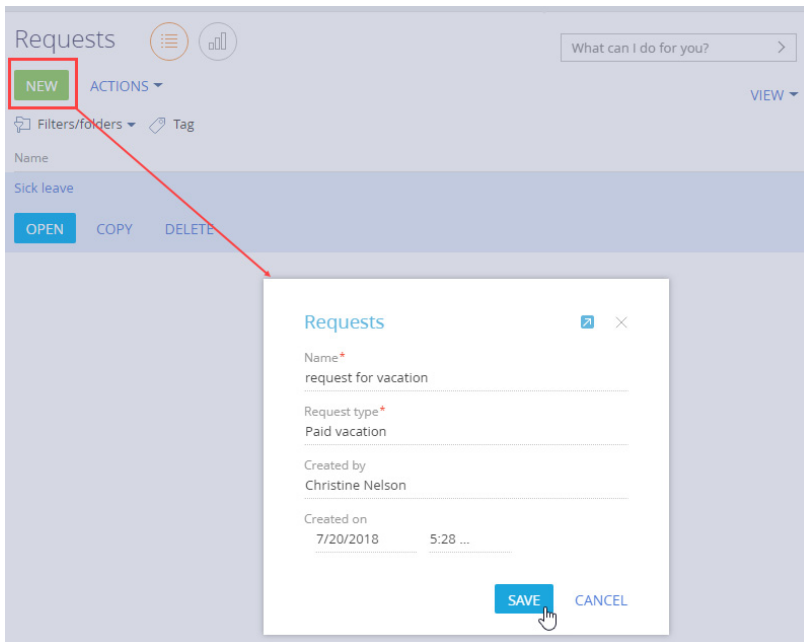 Requests
What can I do for you?
NEW ACTIONS
VIEW
Filters/folders Tag
Name
Sick leave
OPEN COPY DELETE
Requests
Name*
request for vacation
Request type*
Paid vacation
Created by
Christine Nelson
Created on
7/20/2018 5:28 ...
SAVE CANCEL